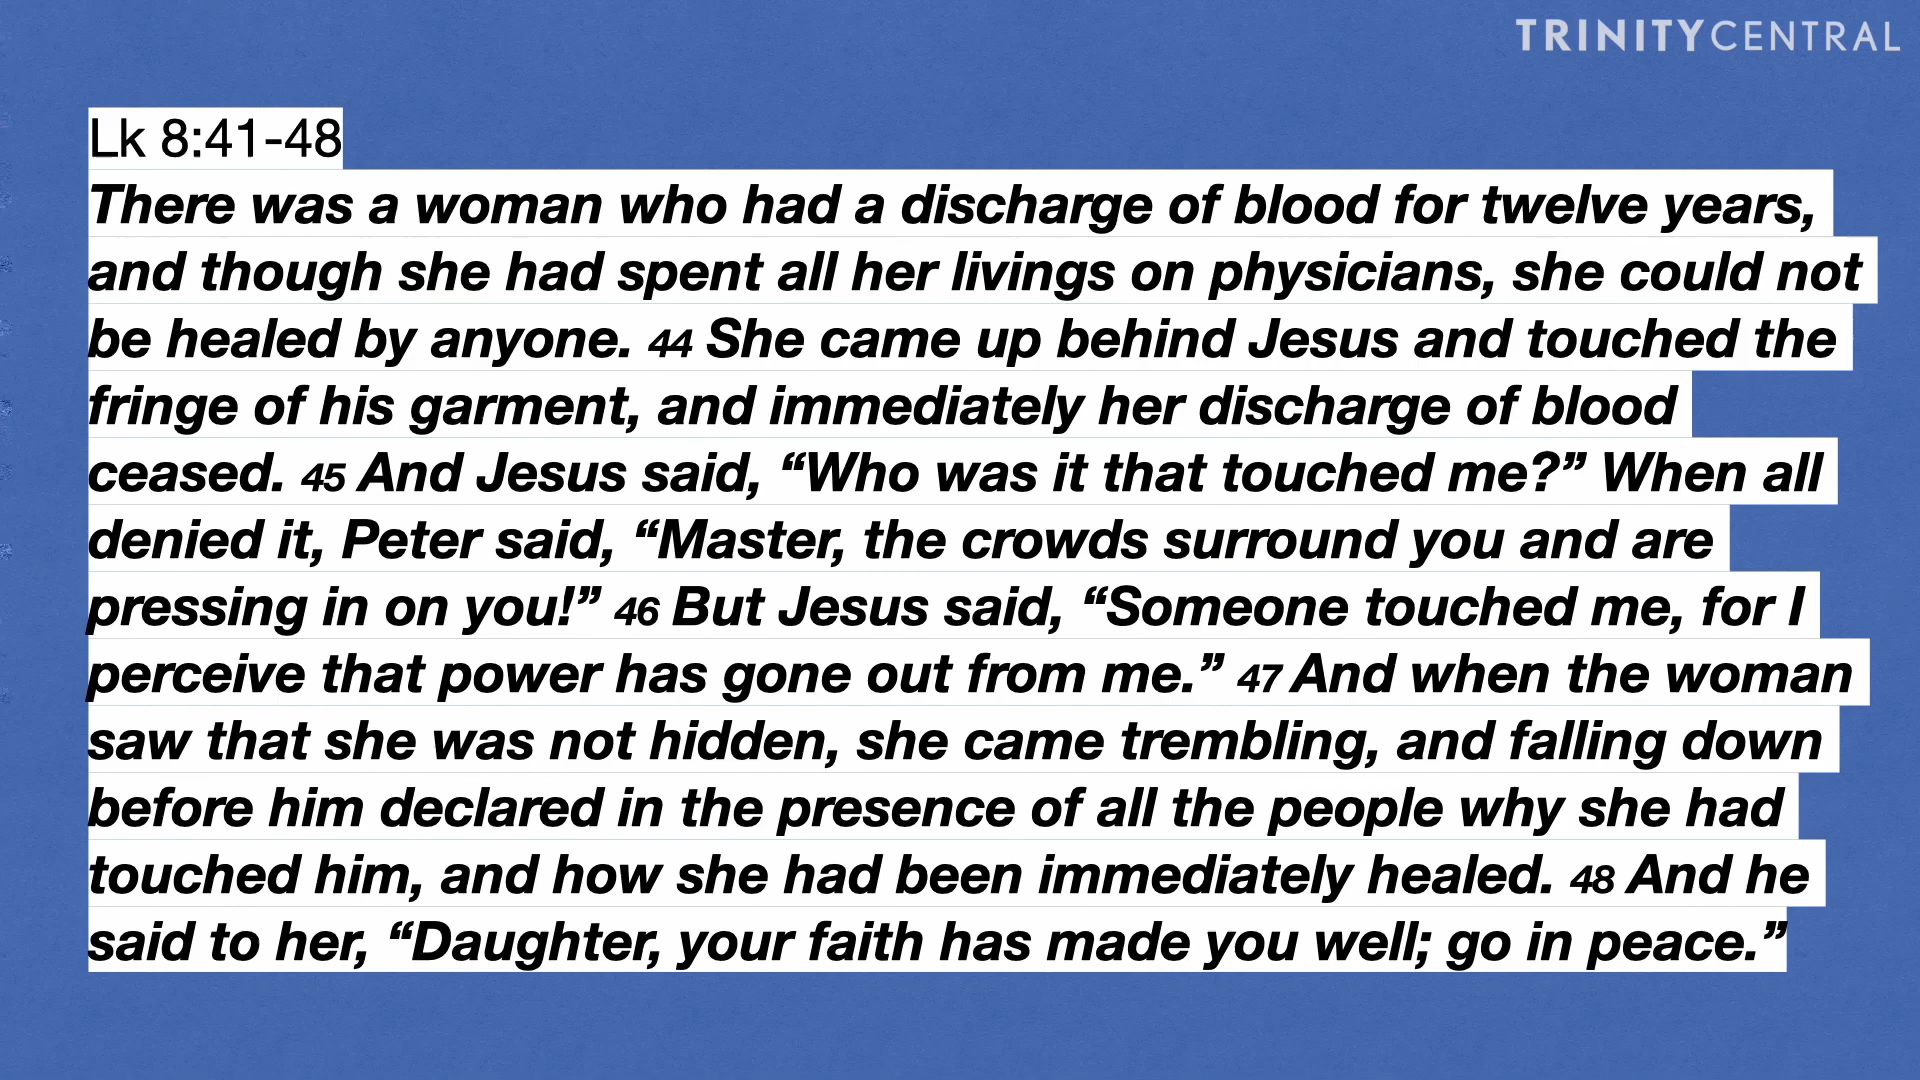 TRINITYCENTRAL
Lk 8:41-48
There was a woman who had a discharge of blood for twelve years,
and though she had spent all her livings on physicians, she could not
be healed by anyone. 44 She came up behind Jesus and touched the
fringe of his garment, and immediately her discharge of blood
ceased. 45 And Jesus said, “Who was it that touched me?” When all
denied it, Peter said, “Master, the crowds surround you and are
pressing in on you!” 46 But Jesus said, “Someone touched me, for I
perceive that power has gone out from me.” 47 And when the woman
saw that she was not hidden, she came trembling, and falling down
before him declared in the presence of all the people why she had
touched him, and how she had been immediately healed. 48 And he
said to her, “Daughter, your faith has made you well; go in peace.”